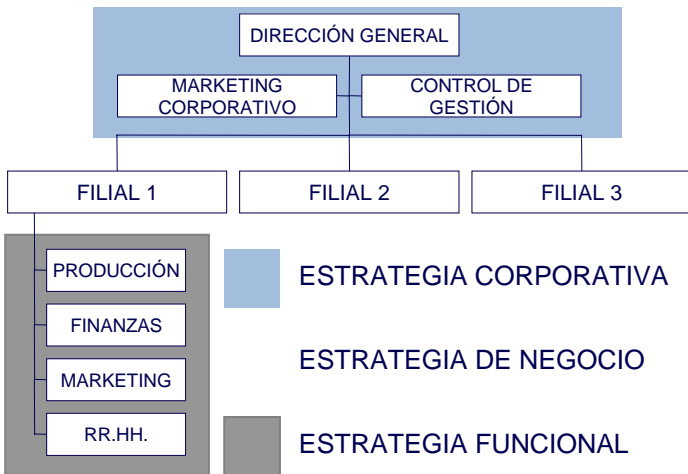 DIRECCIÓN GENERAL
MARKETING
CORPORATIVO
CONTROL DE
GESTIÓN
FILIAL 1
FILIAL 2
FILIAL 3
PRODUCCIÓN
FINANZAS
MARKETING
RR.HH.
ESTRATEGIA CORPORATIVA
ESTRATEGIA DE NEGOCIO
ESTRATEGIA FUNCIONAL